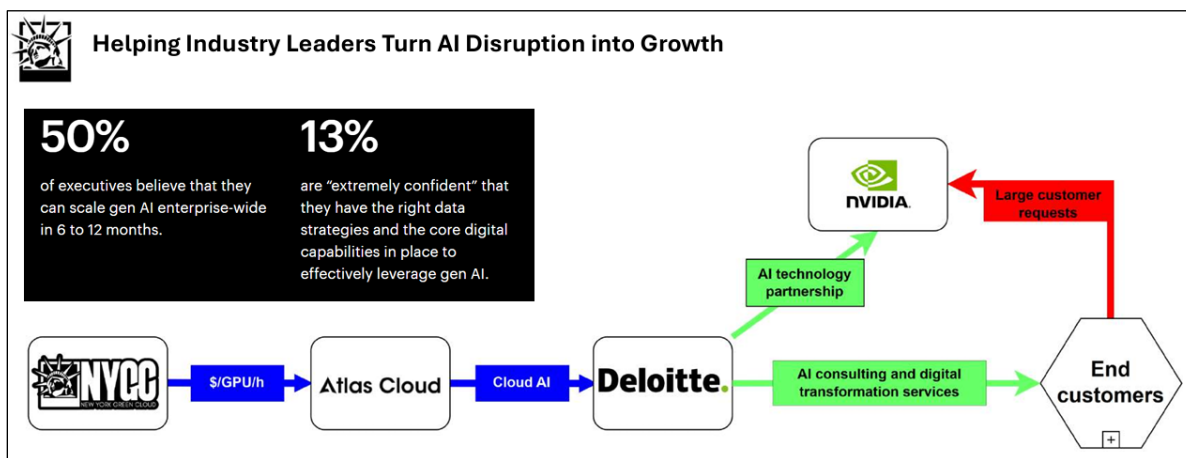 Helping Industry Leaders Turn AI Disruption into Growth
50%
of executives believe that they
can scale gen AI enterprise-wide
in 6 to 12 months.
13%
are “extremely confident” that
they have the right data
strategies and the core digital
capabilities in place to
effectively leverage gen AI.
NVIDIA.
Large customer
requests
AI technology
partnership
NYGC
NEW YORK GREEN CLOUD
$/GPU/h
Atlas Cloud
Cloud AI
Deloitte.
AI consulting and digital
transformation services
End
customers
+